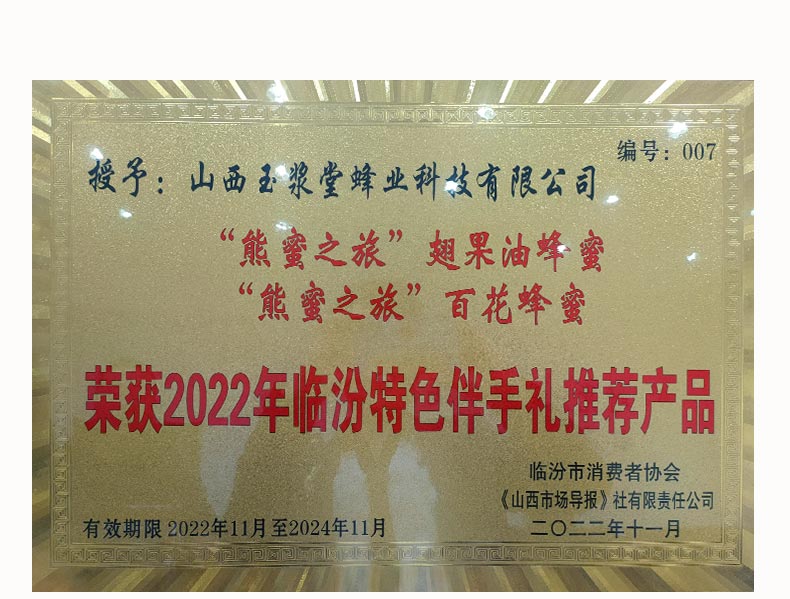 编号：007
授予：山西玉浆堂蜂业科技有限公司
“熊蜜之旅”翅果油蜂蜜
“熊蜜之旅”百花蜂蜜
荣获2022年临汾特色伴手礼推荐产品
临汾市消费者协会
《山西市场导报》社有限责任公司
有效期限 2022年11月至2024年11月 二〇二二年十一月